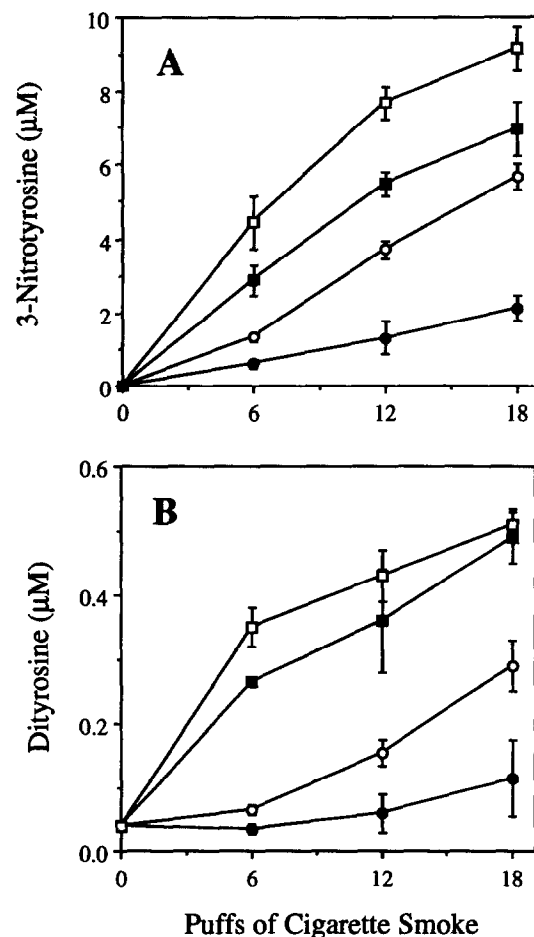 10
A
8
6
4
2
0
3-Nitrotyrosine (μM)
0 6 12 18
0.6
B
0.4
0.2
0.0
Dityrosine (μM)
0 6 12 18
Puffs of Cigarette Smoke